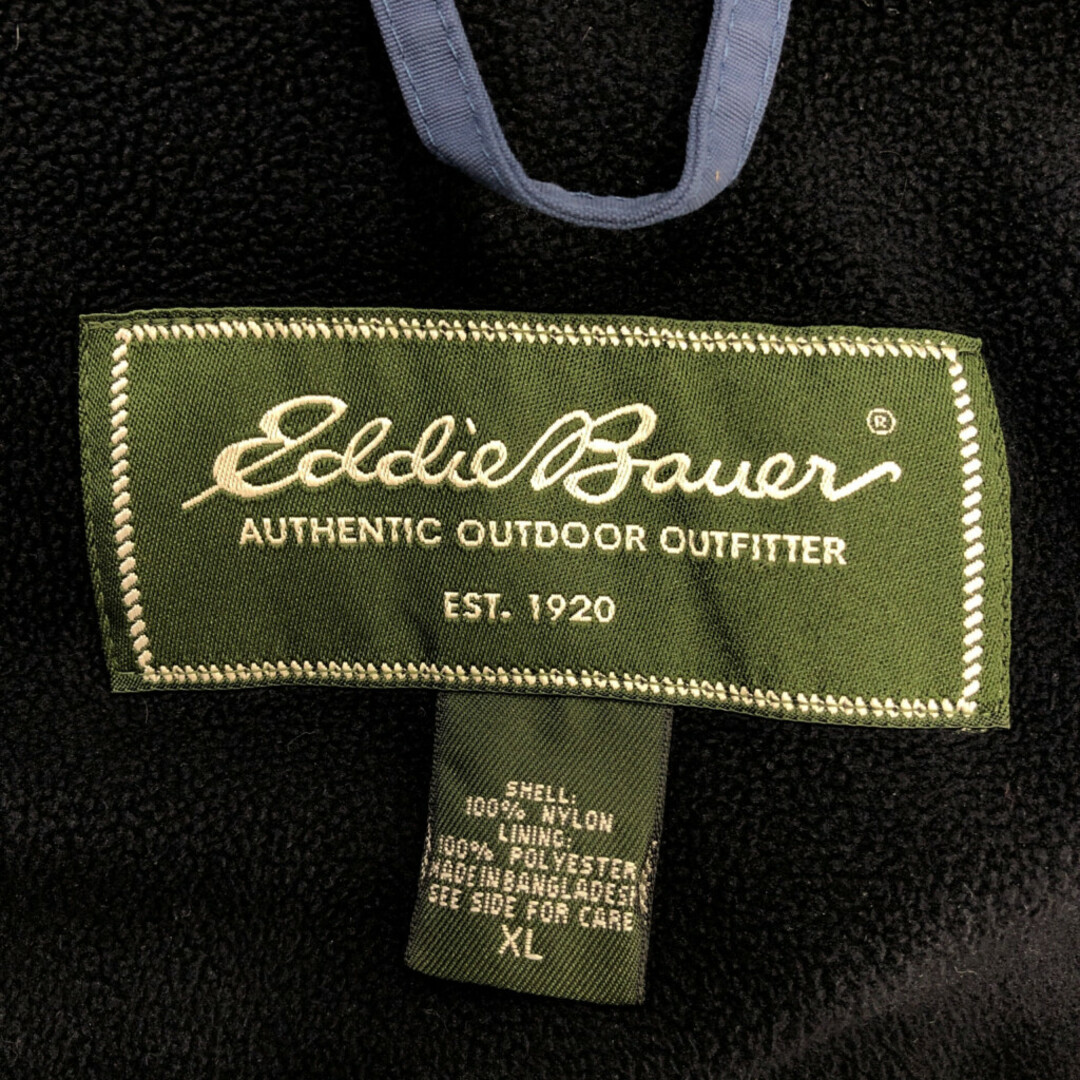 Eddie Bauer ®
AUTHENTIC OUTDOOR OUTFITTER
EST. 1920
SHELL:
100% NYLON
LINING:
100% POLYESTER
MADE IN BANGLADESH
SEE SIDE FOR CARE
XL